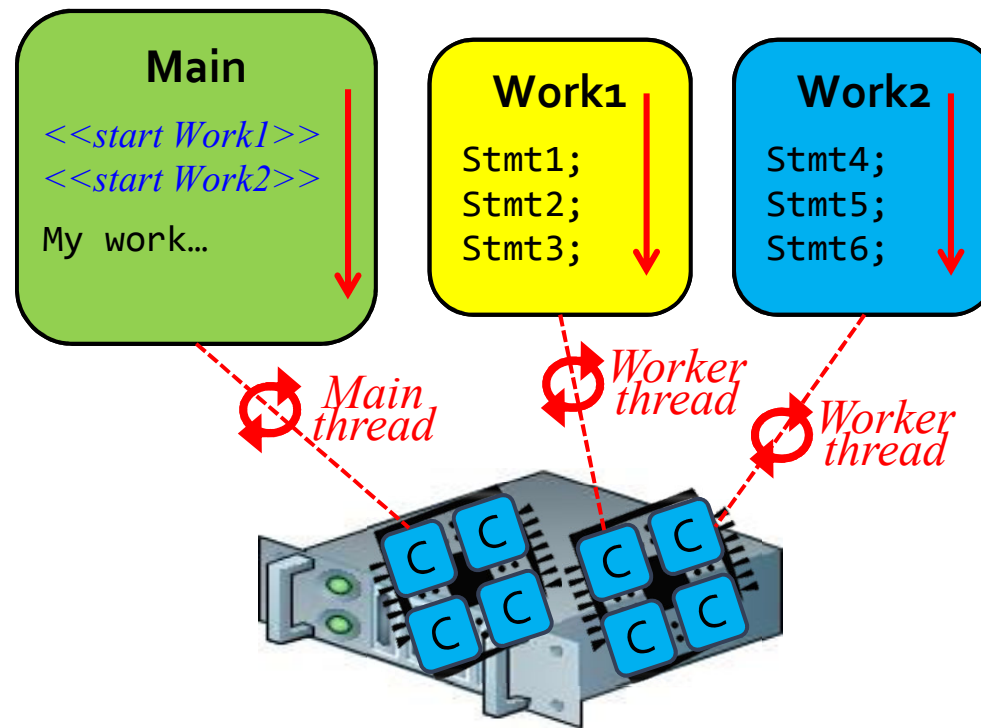 Main
<<start Work1>>
<<start Work2>>
My work…
Work1
Stmt1;
Stmt2;
Stmt3;
Work2
Stmt4;
Stmt5;
Stmt6;
Main
thread
Worker
thread
Worker
thread
C
C
C
C
C
C
C
C